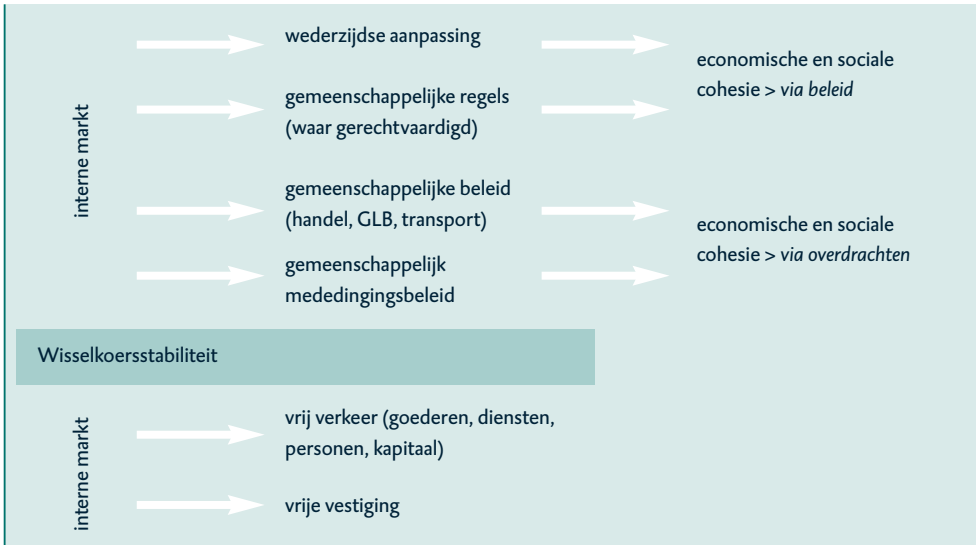 interne markt
wederzijdse aanpassing
gemeenschappelijke regels
(waar gerechtvaardigd)
economische en sociale
cohesie > via beleid
gemeenschappelijke beleid
(handel, GLB, transport)
gemeenschappelijk
mededingingsbeleid
economische en sociale
cohesie > via overdrachten
Wisselkoersstabiliteit
interne markt
vrij verkeer (goederen, diensten,
personen, kapitaal)
vrije vestiging